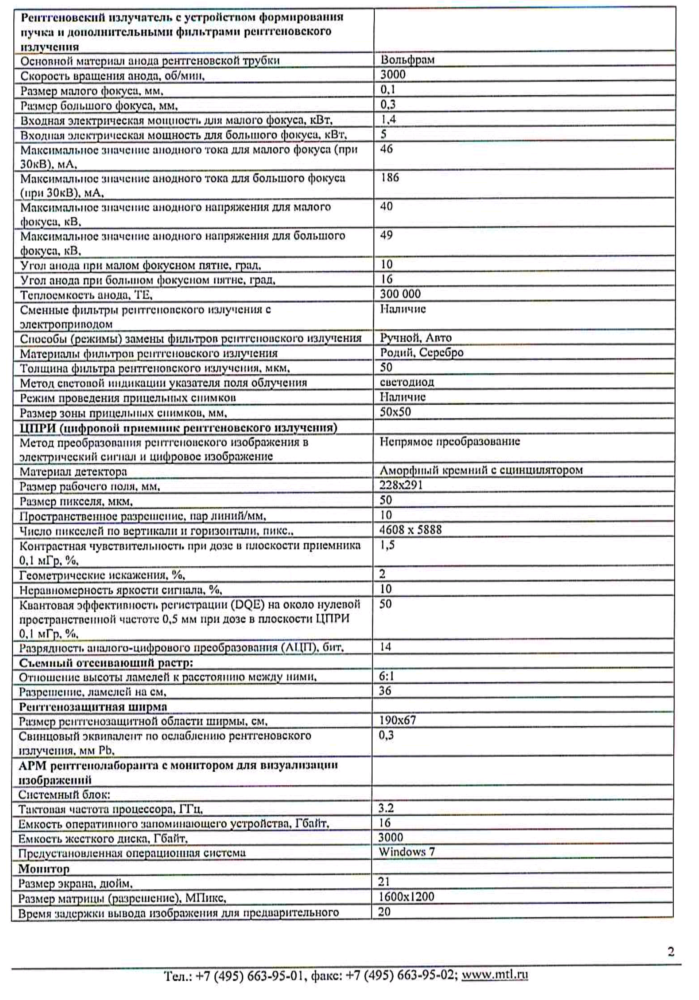 Рентгеновский излучатель с устройством формирования
пучка и дополнительными фильтрами рентгеновского
излучения
Основной материал анода рентгеновской трубки Вольфрам
Скорость вращения анода, об/мин, 3000
Размер малого фокуса, мм, 0,1
Размер большого фокуса, мм, 0,3
Входная электрическая мощность для малого фокуса, кВт, 1,4
Входная электрическая мощность для большого фокуса, кВт, 5
Максимальное значение анодного тока для малого фокуса (при 46
30кВ), мА,
Максимальное значение анодного тока для большого фокуса 186
(при 30кВ), мА,
Максимальное значение анодного напряжения для малого 40
фокуса, кВ,
Максимальное значение анодного напряжения для большого 49
фокуса, кВ,
Угол анода при малом фокусном пятне, град, 10
Угол анода при большом фокусном пятне, град, 16
Теплоемкость анода, ТЕ, 300 000
Сменные фильтры рентгеновского излучения с Наличие
электроприводом
Способы (режимы) замены фильтров рентгеновского излучения Ручной, Авто
Материалы фильтров рентгеновского излучения Родий, Серебро
Толщина фильтра рентгеновского излучения, мкм, 50
Метод световой индикации указателя поля облучения светодиод
Режим проведения прицельных снимков Наличие
Размер зоны прицельных снимков, мм, 50х50
ЦПРИ (цифровой приемник рентгеновского излучения)
Метод преобразования рентгеновского изображения в Непрямое преобразование
электрический сигнал и цифровое изображение
Материал детектора Аморфный кремний с сцинцилятором
Размер рабочего поля, мм, 228х291
Размер пикселя, мкм, 50
Пространственное разрешение, пар линий/мм, 10
Число пикселей по вертикали и горизонтали, пикс., 4608 х 5888
Контрастная чувствительность при дозе в плоскости приемника 1,5
0,1 мГр, %,
Геометрические искажения, %, 2
Неравномерность яркости сигнала, %, 10
Квантовая эффективность регистрации (DQE) на около нулевой 50
пространственной частоте 0,5 мм при дозе в плоскости ЦПРИ
0,1 мГр, %,
Разрядность аналого-цифрового преобразования (АЦП), бит, 14
Съемный отсеивающий растр:
Отношение высоты ламелей к расстоянию между ними, 6:1
Разрешение, ламелей на см, 36
Рентгенозащитная ширма
Размер рентгенозащитной области ширмы, см, 190х67
Свинцовый эквивалент по ослаблению рентгеновского 0,3
излучения, мм Pb,
АРМ рентгенолаборанта с монитором для визуализации
изображений
Системный блок:
Тактовая частота процессора, ГГц, 3.2
Емкость оперативного запоминающего устройства, Гбайт, 16
Емкость жесткого диска, Гбайт, 3000
Предустановленная операционная система Windows 7
Монитор
Размер экрана, дюйм, 21
Размер матрицы (разрешение), МПикс, 1600х1200
Время задержки вывода изображения для предварительного 20
2
Тел.: +7 (495) 663-95-01, факс: +7 (495) 663-95-02; www.mtl.ru